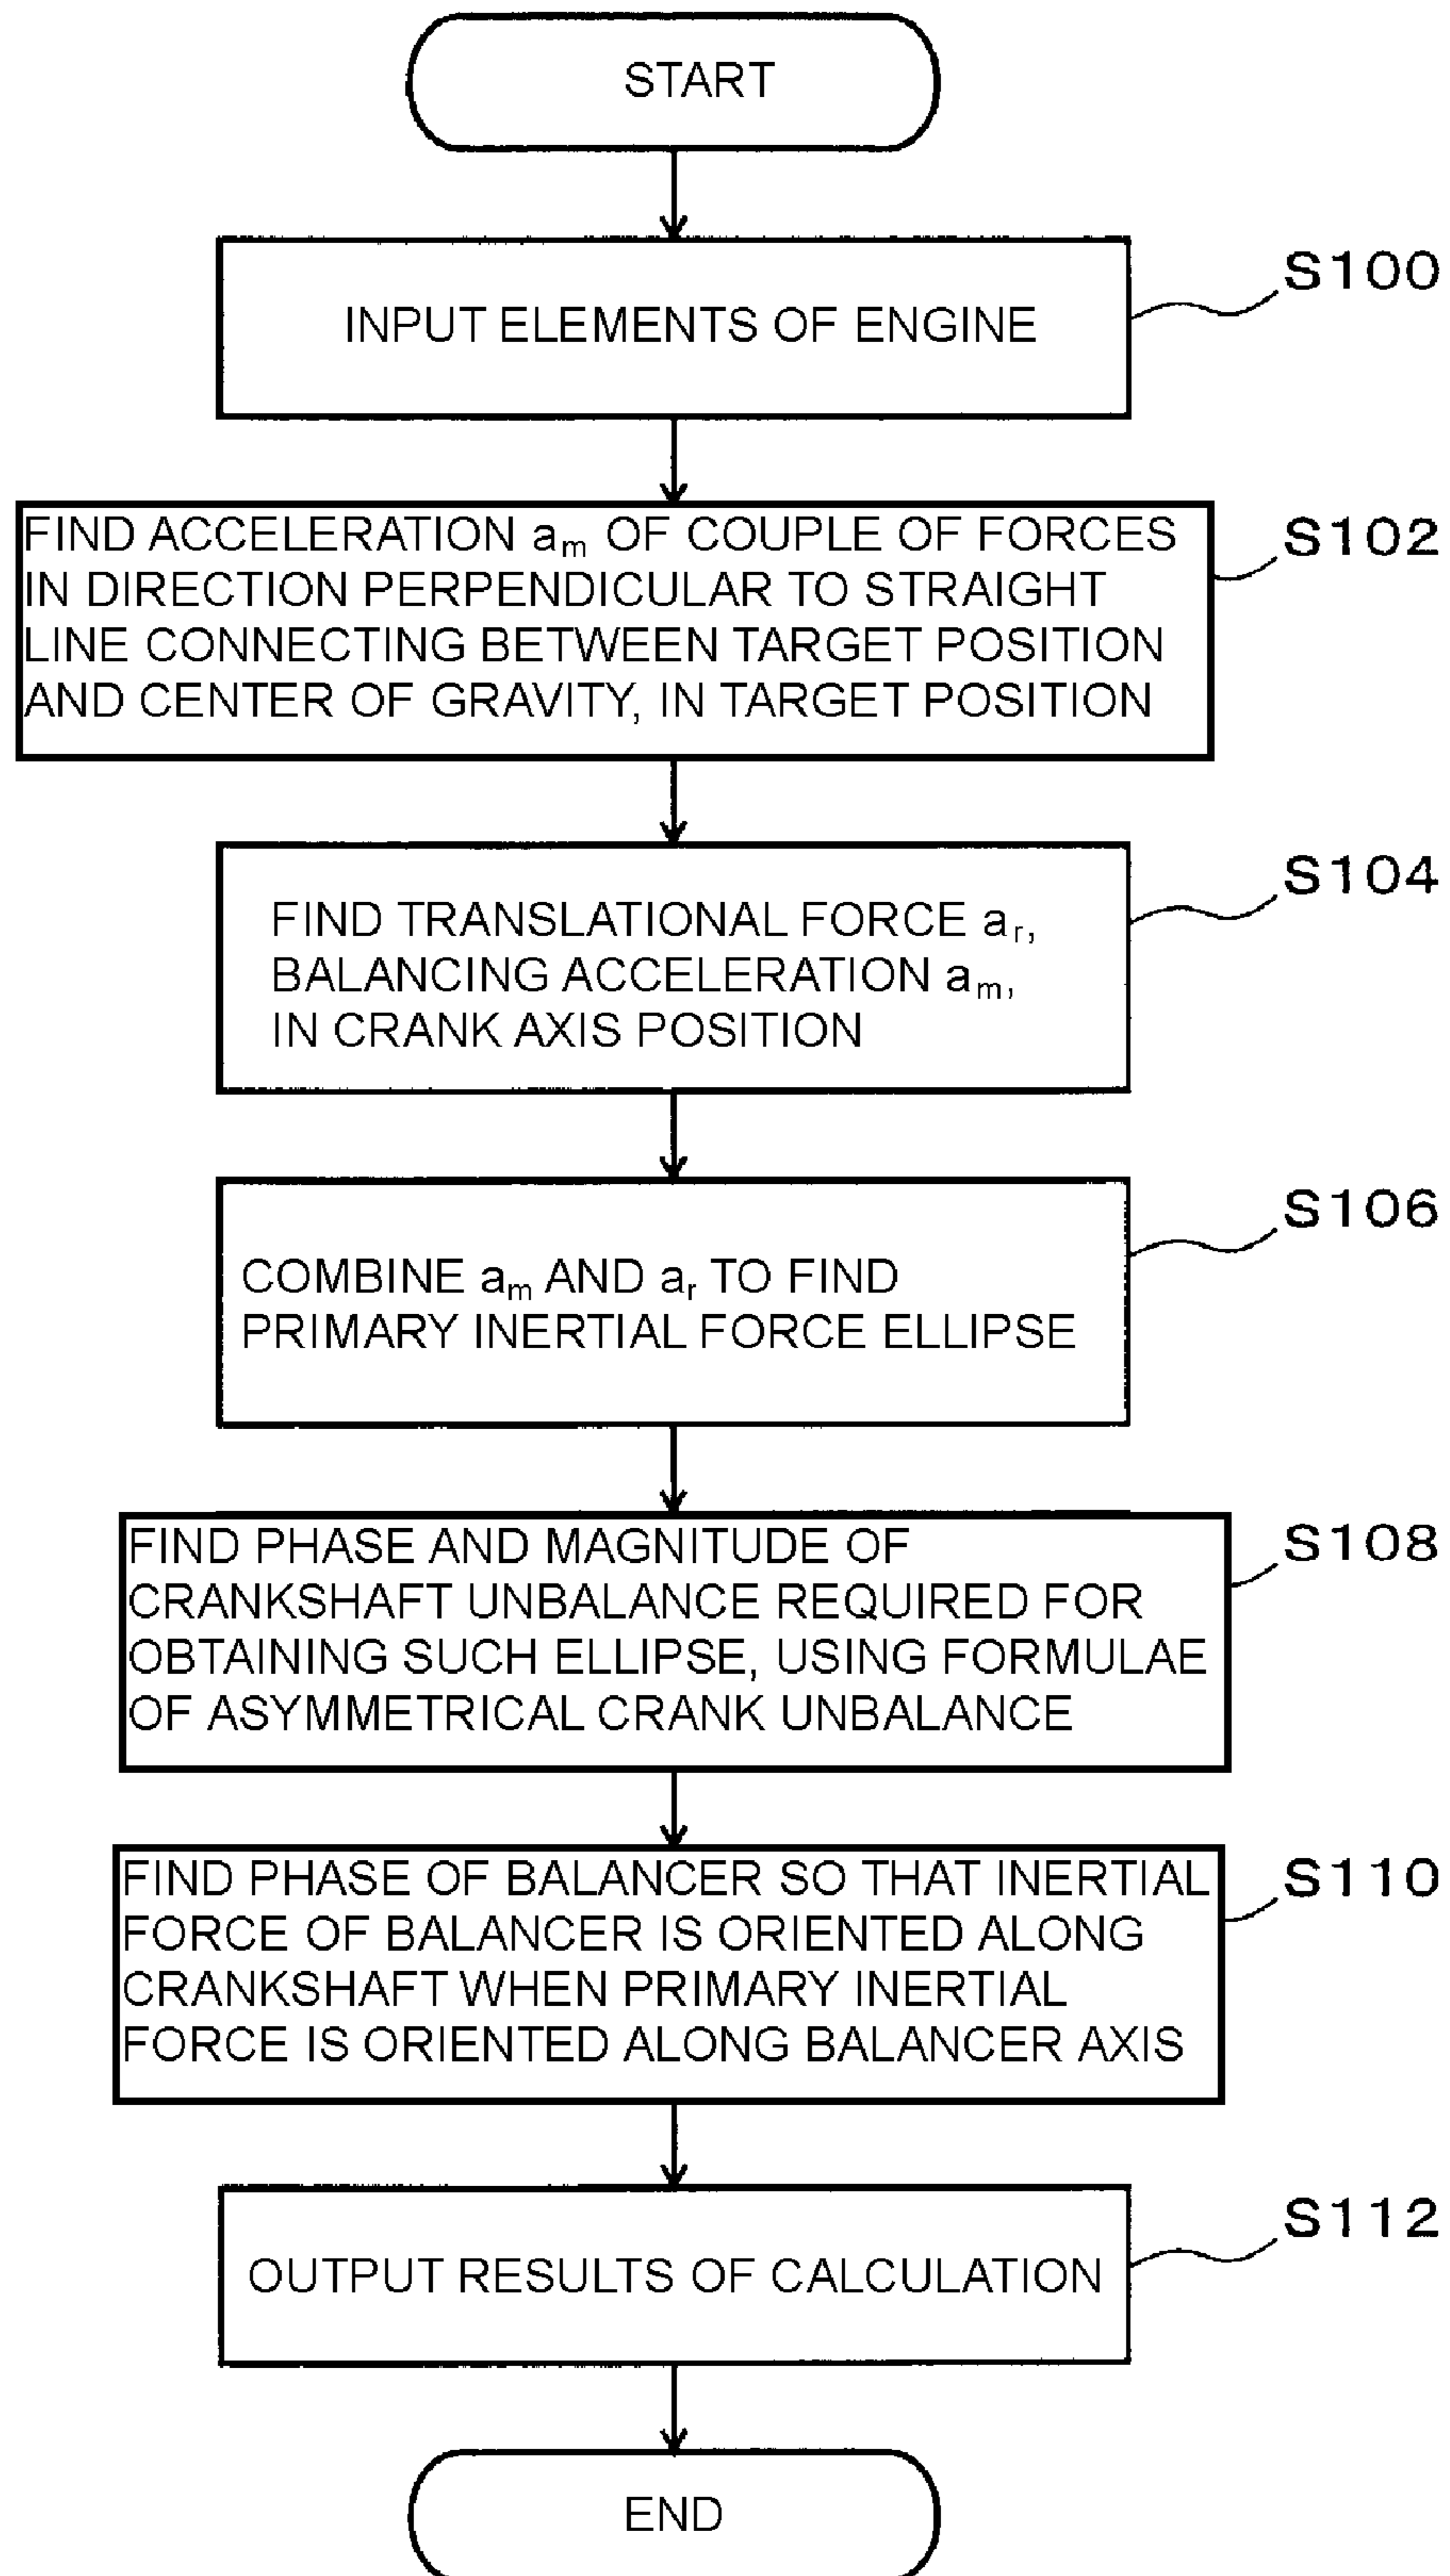 START
S100
INPUT ELEMENTS OF ENGINE
S102
FIND ACCELERATION am OF COUPLE OF FORCES
IN DIRECTION PERPENDICULAR TO STRAIGHT
LINE CONNECTING BETWEEN TARGET POSITION
AND CENTER OF GRAVITY, IN TARGET POSITION
S104
FIND TRANSLATIONAL FORCE ar,
BALANCING ACCELERATION am,
IN CRANK AXIS POSITION
S106
COMBINE am AND ar TO FIND
PRIMARY INERTIAL FORCE ELLIPSE
S108
FIND PHASE AND MAGNITUDE OF
CRANKSHAFT UNBALANCE REQUIRED FOR
OBTAINING SUCH ELLIPSE, USING FORMULAE
OF ASYMMETRICAL CRANK UNBALANCE
S110
FIND PHASE OF BALANCER SO THAT INERTIAL
FORCE OF BALANCER IS ORIENTED ALONG
CRANKSHAFT WHEN PRIMARY INERTIAL
FORCE IS ORIENTED ALONG BALANCER AXIS
S112
OUTPUT RESULTS OF CALCULATION
END